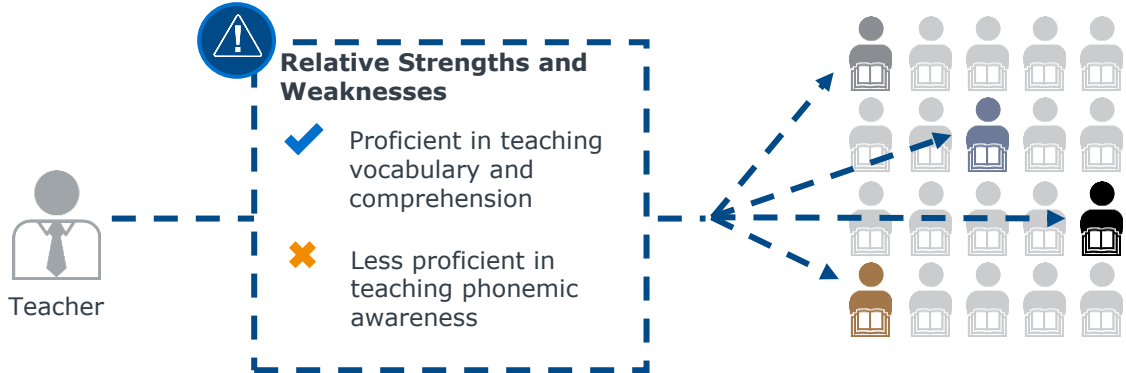 Relative Strengths and
Weaknesses
Proficient in teaching
vocabulary and
comprehension
Less proficient in
teaching phonemic
awareness
Teacher